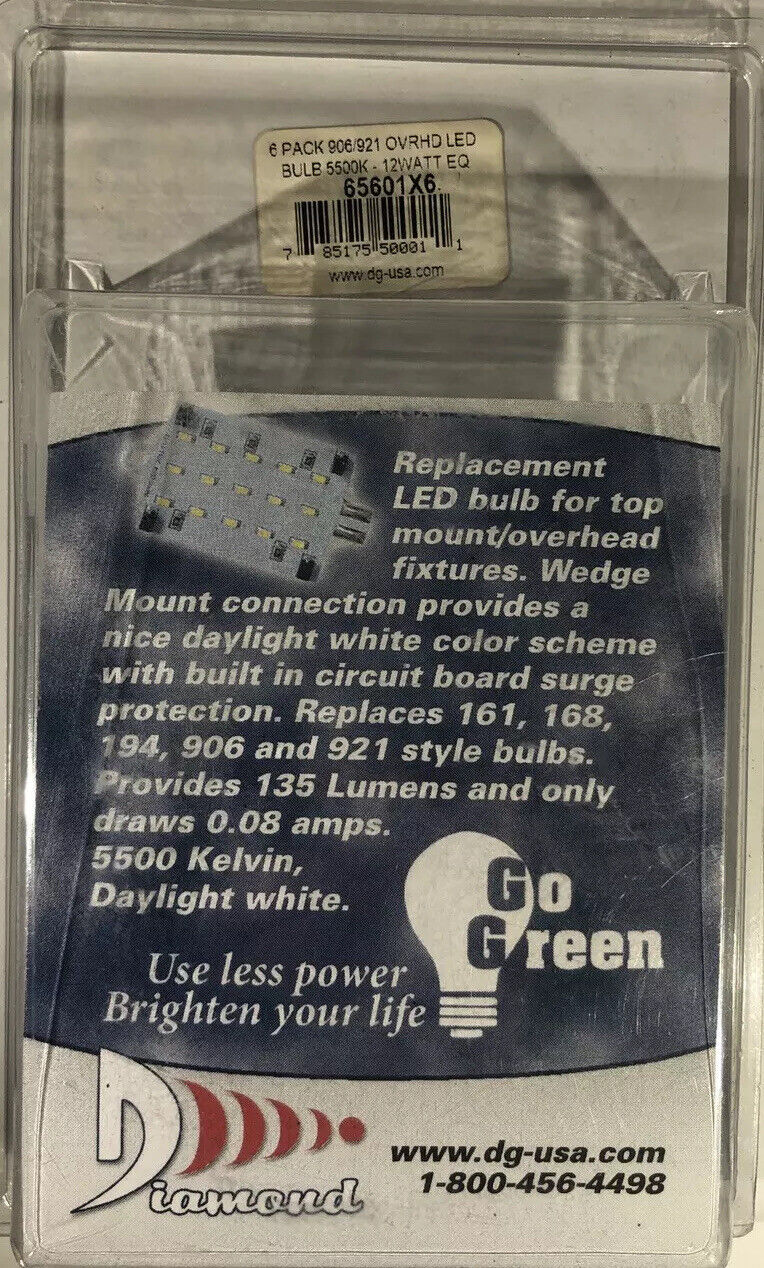 6 PACK 906/921 OVRHD LED
BULB 5500K - 12WATT EQ
65601X6
7 85175 50001 1
www.dg-usa.com
Replacement
LED bulb for top
mount/overhead
fixtures. Wedge
Mount connection provides a
nice daylight white color scheme
with built in circuit board surge
protection. Replaces 161, 168,
194, 906 and 921 style bulbs.
Provides 135 Lumens and only
draws 0.08 amps.
5500 Kelvin,
Daylight white.
Go
Green
Use less power
Brighten your life
Diamond
www.dg-usa.com
1-800-456-4498